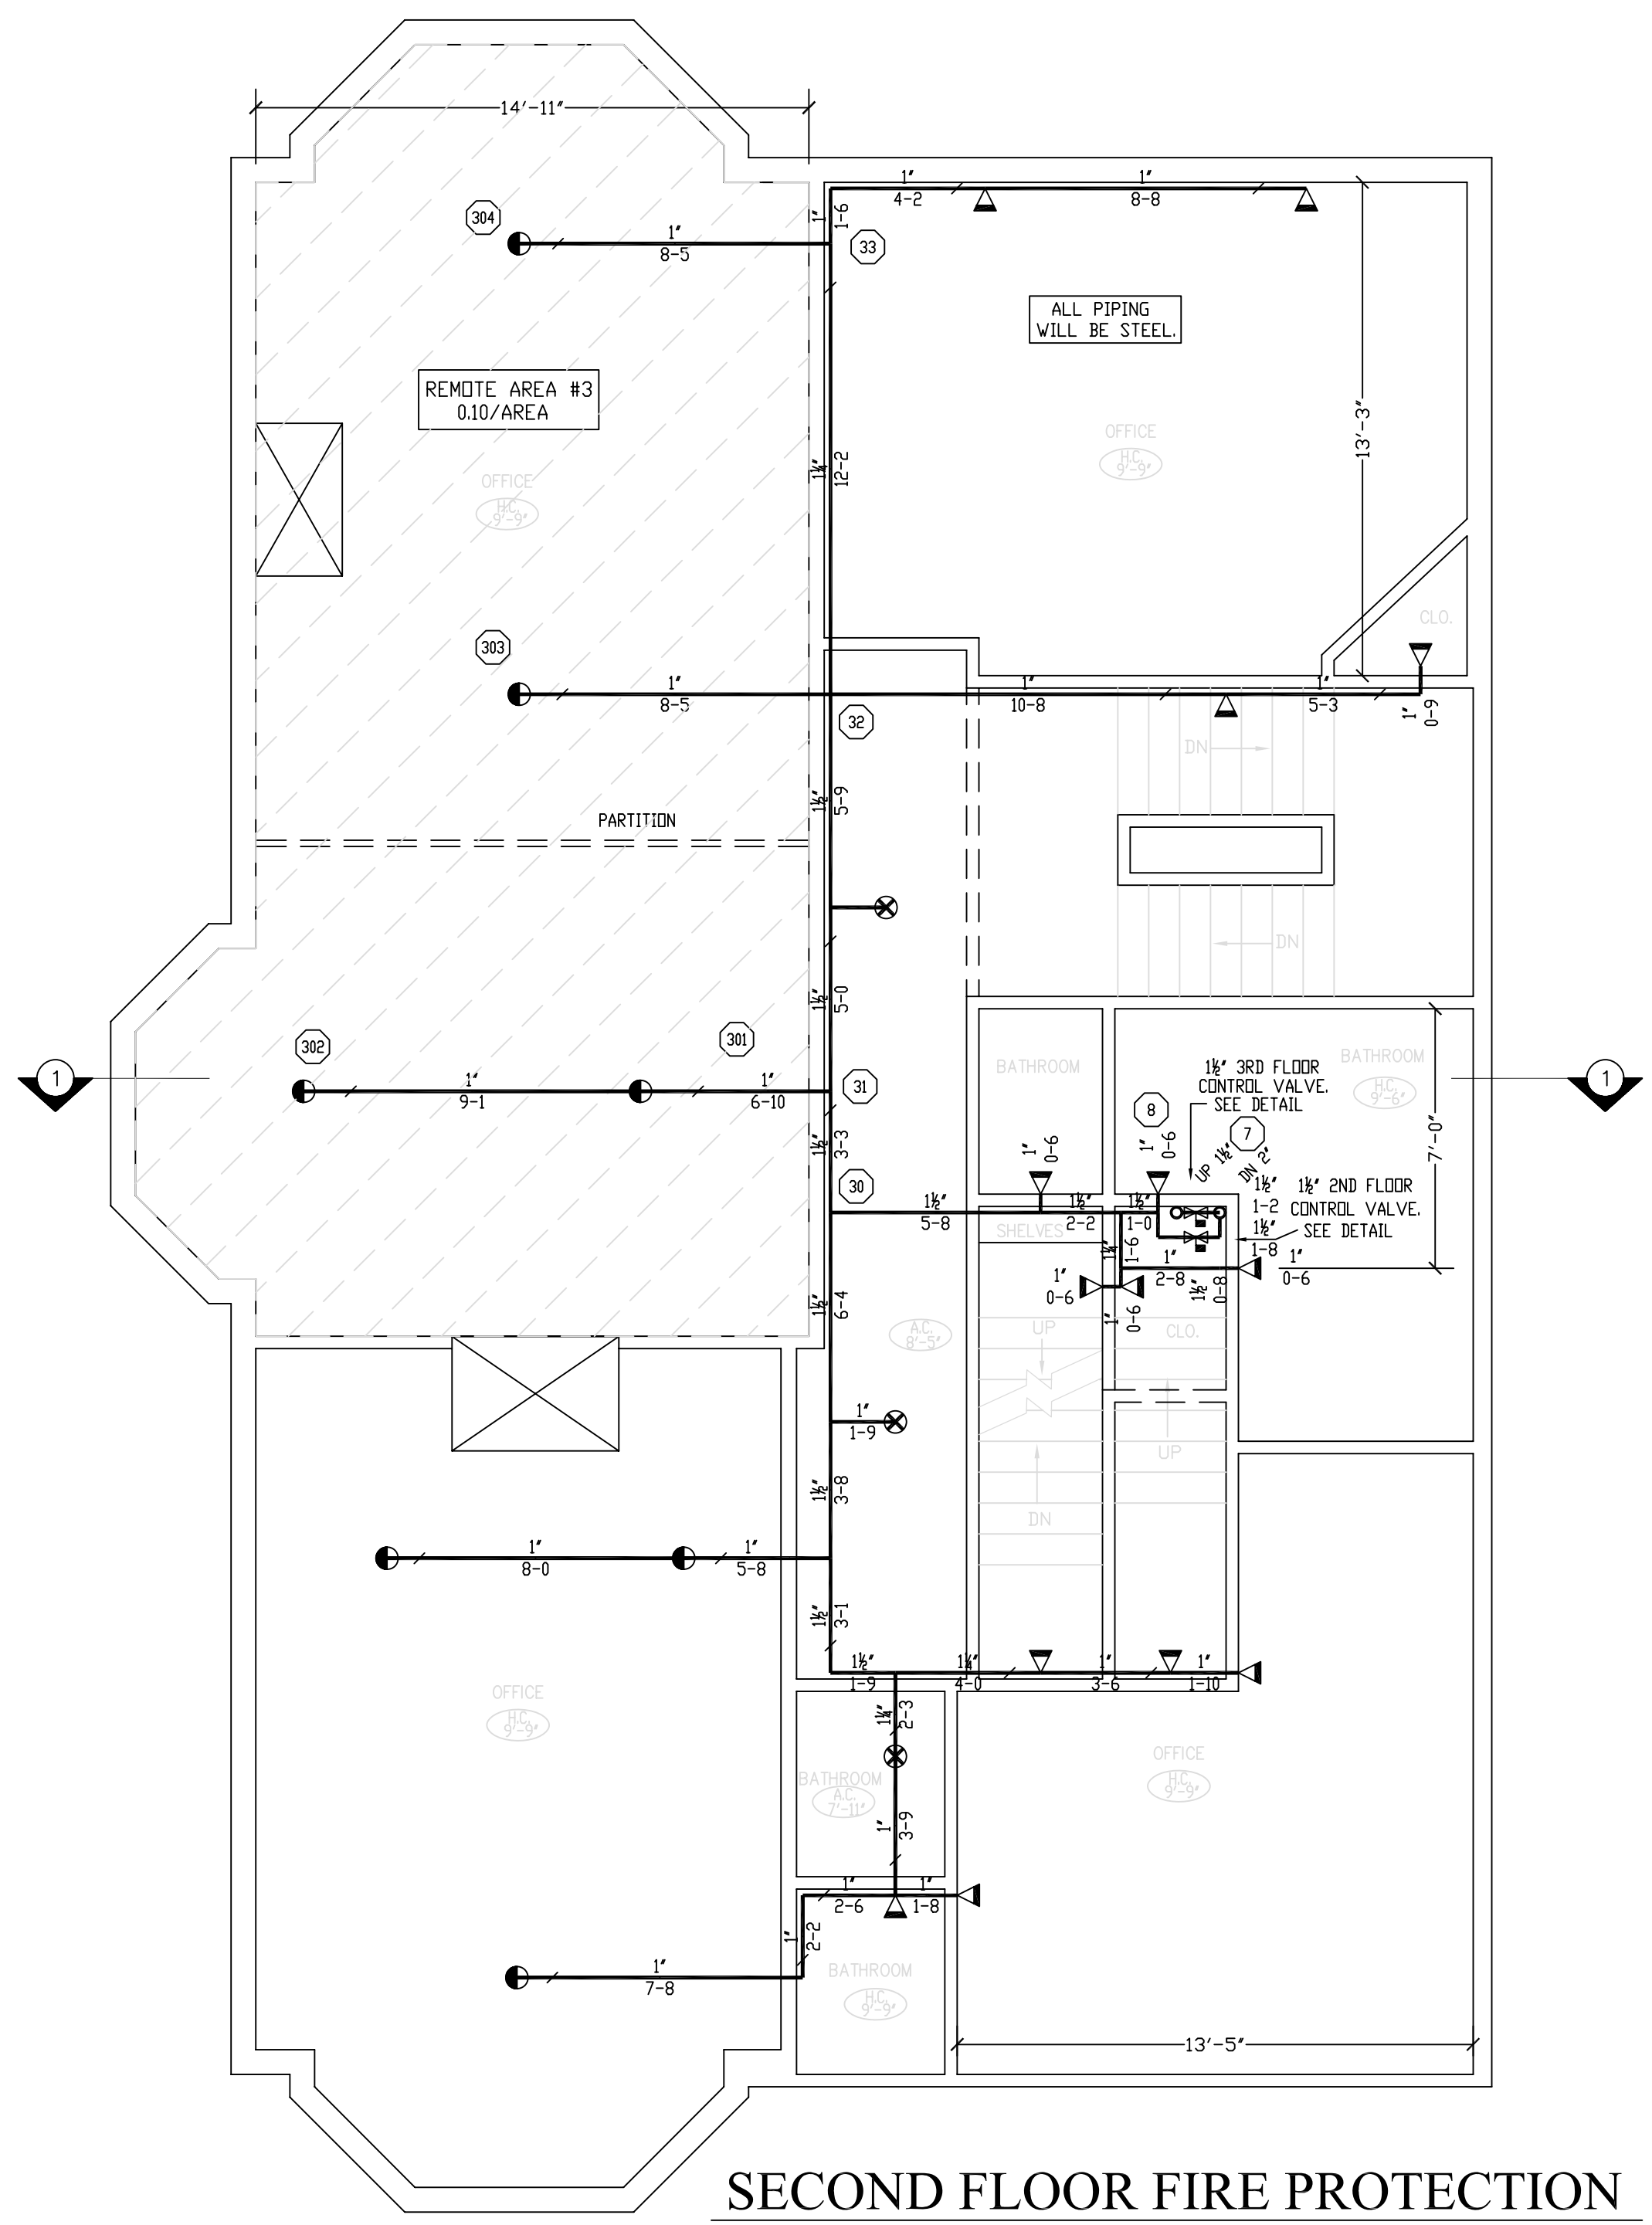 14'-11"
1"
4-2
1"
8-8
1"
1-6
304
33
1"
8-5
ALL PIPING
WILL BE STEEL.
REMOTE AREA #3
0.10/AREA
13'-3"
OFFICE
H.C.
9'-9"
1¼"
12-2
OFFICE
H.C.
9'-9"
CLO.
303
1"
8-5
1"
10-8
1"
5-3
1"
0-9
32
DN
1½"
5-9
PARTITION
DN
1½"
5-0
302
301
31
BATHROOM
1½" 3RD FLOOR
CONTROL VALVE.
SEE DETAIL
BATHROOM
H.C.
9'-6"
1
1
1"
9-1
1"
6-10
8
7
7'-0"
1½"
3-3
1"
0-6
1"
0-6
UP 1½"
DN 2"
30
1½" 2ND FLOOR
CONTROL VALVE.
SEE DETAIL
1½"
5-8
1½"
2-2
1½"
1-0
1½"
1-2
1½"
1-8
SHELVES
1¼"
1-6
1"
2-8
1½"
0-8
1"
0-6
1"
0-6
1"
0-6
1½"
6-4
A.C.
8'-5"
UP
CLO.
1"
1-9
UP
1½"
3-8
DN
1"
8-0
1"
5-8
1½"
3-1
1½"
1-9
1¼"
4-0
1"
3-6
1"
1-10
OFFICE
H.C.
9'-9"
1¼"
2-3
OFFICE
H.C.
9'-9"
BATHROOM
A.C.
7'-11"
1"
3-9
1"
2-6
1"
1-8
1"
2-2
1"
7-8
BATHROOM
H.C.
9'-9"
13'-5"
SECOND FLOOR FIRE PROTECTION